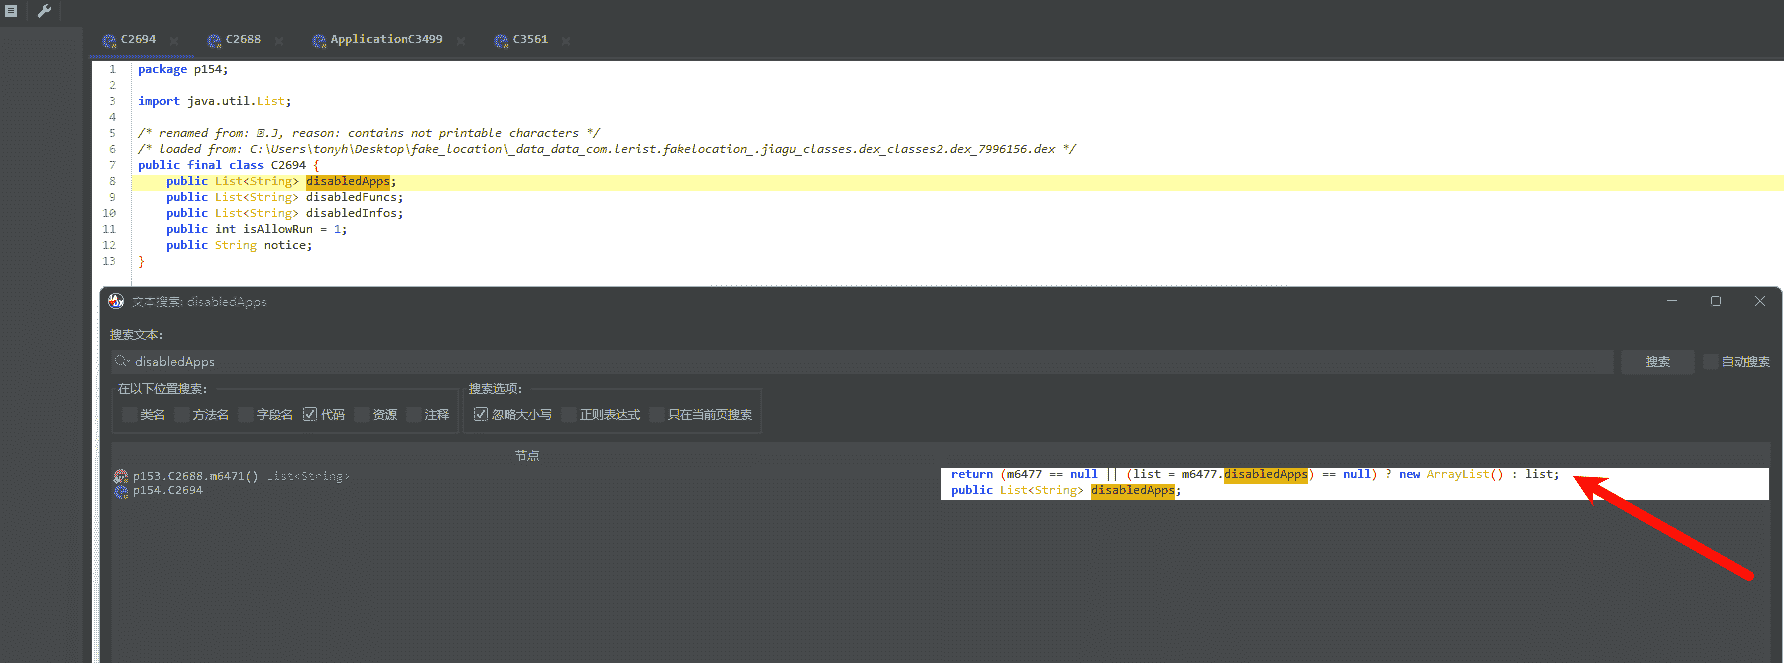 C2694 C2688 ApplicationC3499 C3561
1 package p154;
2
3 import java.util.List;
4
5 /* renamed from: .J, reason: contains not printable characters */
6 /* loaded from: C:\Users\tonyh\Desktop\fake_location\_data_data_com.lerist.fakelocation_.jiagu_classes.dex_classes2.dex_7996156.dex */
7 public final class C2694 {
8 public List<String> disabledApps;
9 public List<String> disabledFuncs;
10 public List<String> disabledInfos;
11 public int isAllowRun = 1;
12 public String notice;
13 }
文本搜索: disabledApps
搜索文本:
disabledApps 搜索 自动搜索
在以下位置搜索: 搜索选项:
类名 方法名 字段名 代码 资源 注释 忽略大小写 正则表达式 只在当前页搜索
节点
p153.C2688.m6471() List<String> return (m6477 == null || (list = m6477.disabledApps) == null) ? new ArrayList() : list;
p154.C2694 public List<String> disabledApps;